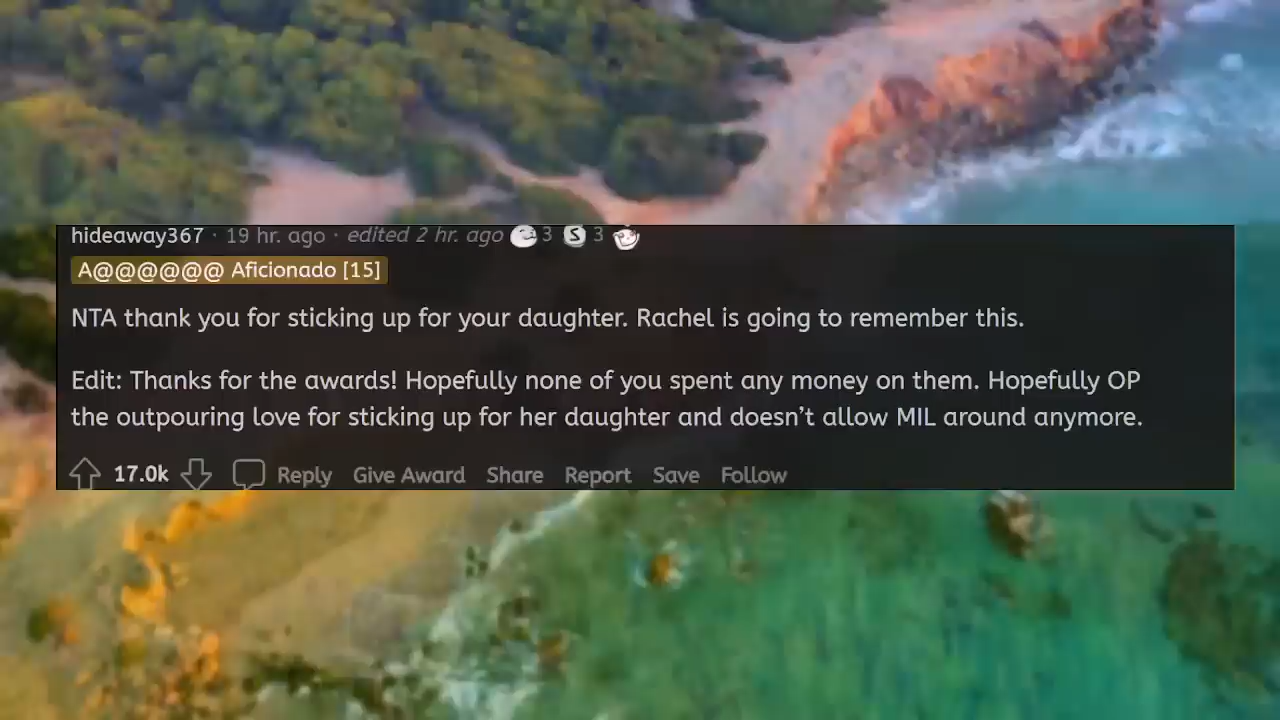 hideaway367 · 19 hr. ago · edited 2 hr. ago 3 S 3
A@@@@@@ Aficionado [15]
NTA thank you for sticking up for your daughter. Rachel is going to remember this.
Edit: Thanks for the awards! Hopefully none of you spent any money on them. Hopefully OP
the outpouring love for sticking up for her daughter and doesn’t allow MIL around anymore.
17.0k Reply Give Award Share Report Save Follow